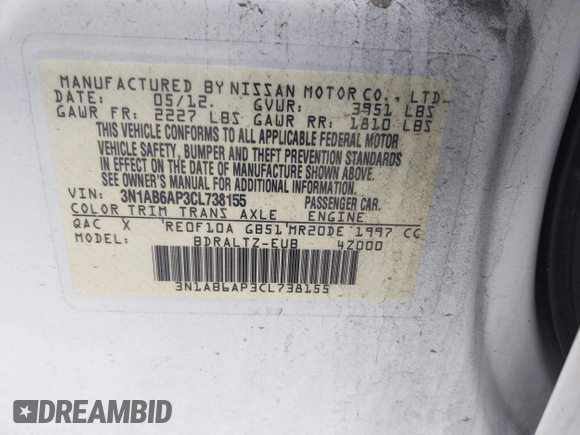 MANUFACTURED BY NISSAN MOTOR CO., LTD.
DATE: 05/12. GVWR: 3951 LBS
GAWR FR: 2227 LBS GAWR RR: 1810 LBS
THIS VEHICLE CONFORMS TO ALL APPLICABLE FEDERAL MOTOR
VEHICLE SAFETY, BUMPER AND THEFT PREVENTION STANDARDS
IN EFFECT ON THE DATE OF MANUFACTURE SHOWN ABOVE.
SEE OWNER'S MANUAL FOR ADDITIONAL INFORMATION.
VIN: 3N1AB6AP3CL738155 PASSENGER CAR.
COLOR TRIM TRANS AXLE ENGINE
QAC X RE0F10A GB51 MR20DE 1997 CC
MODEL: BDRALTZ-EUB 4Z000
3N1AB6AP3CL738155
DREAMBID